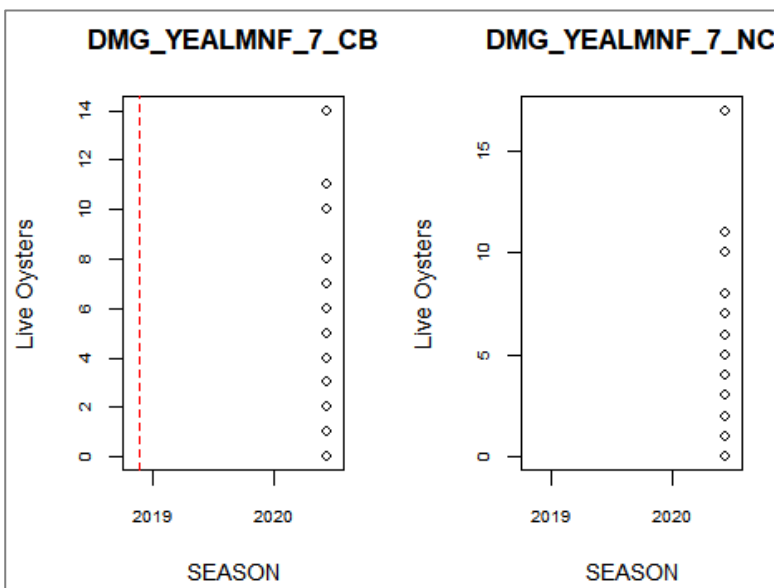 DMG_YEALMNF_7_CB
14
12
10
8
6
4
2
0
Live Oysters
2019 2020
SEASON
DMG_YEALMNF_7_NC
15
10
5
0
Live Oysters
2019 2020
SEASON